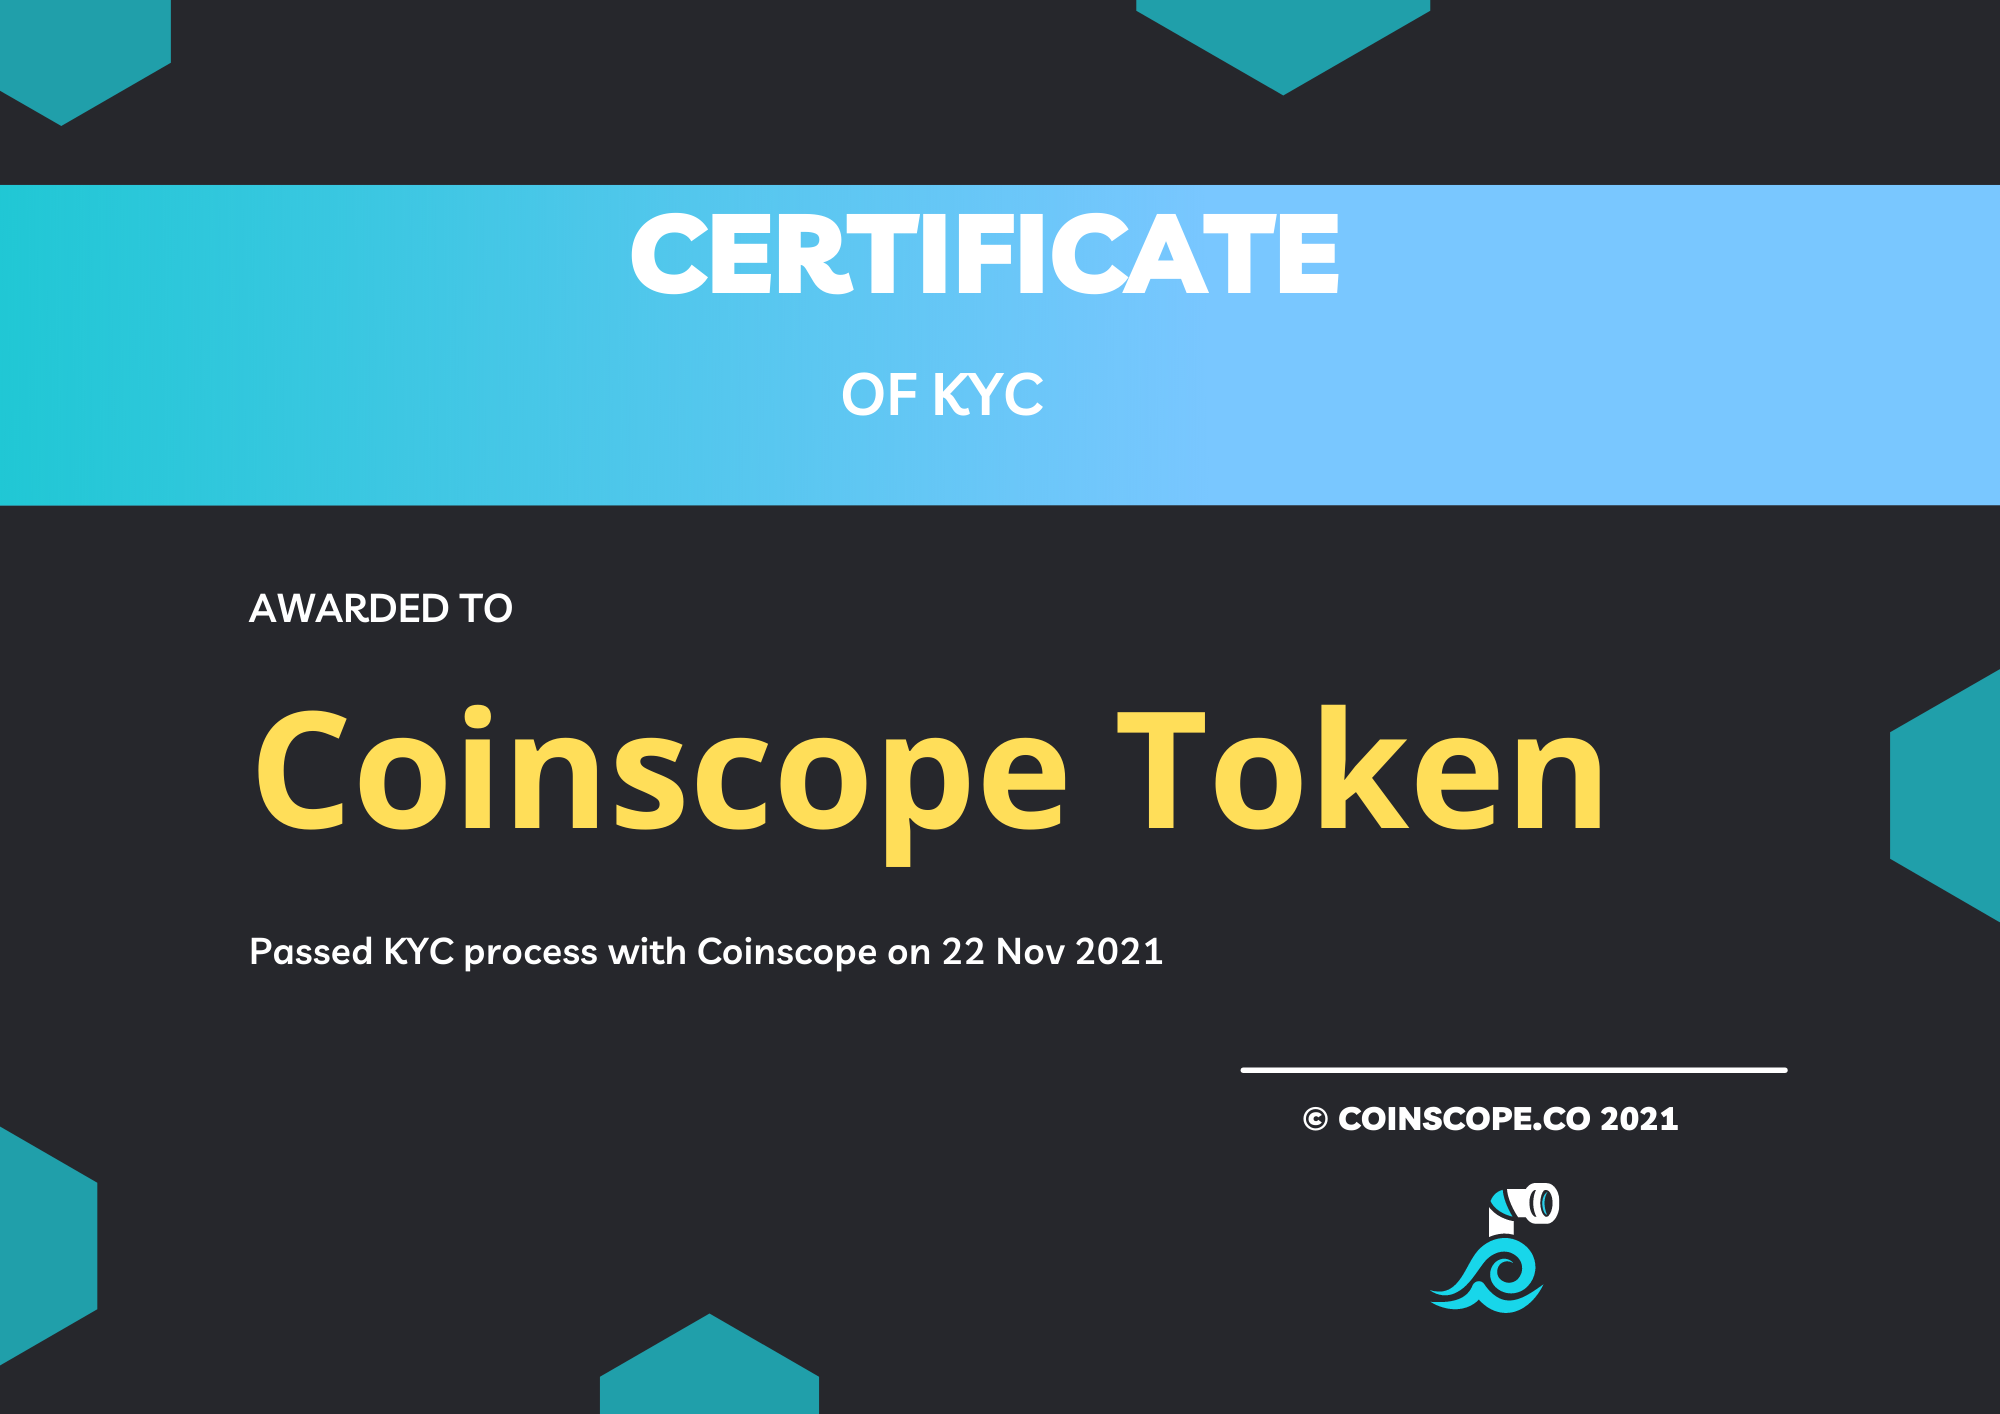 CERTIFICATE
OF KYC
AWARDED TO
Coinscope Token
Passed KYC process with Coinscope on 22 Nov 2021
© COINSCOPE.CO 2021